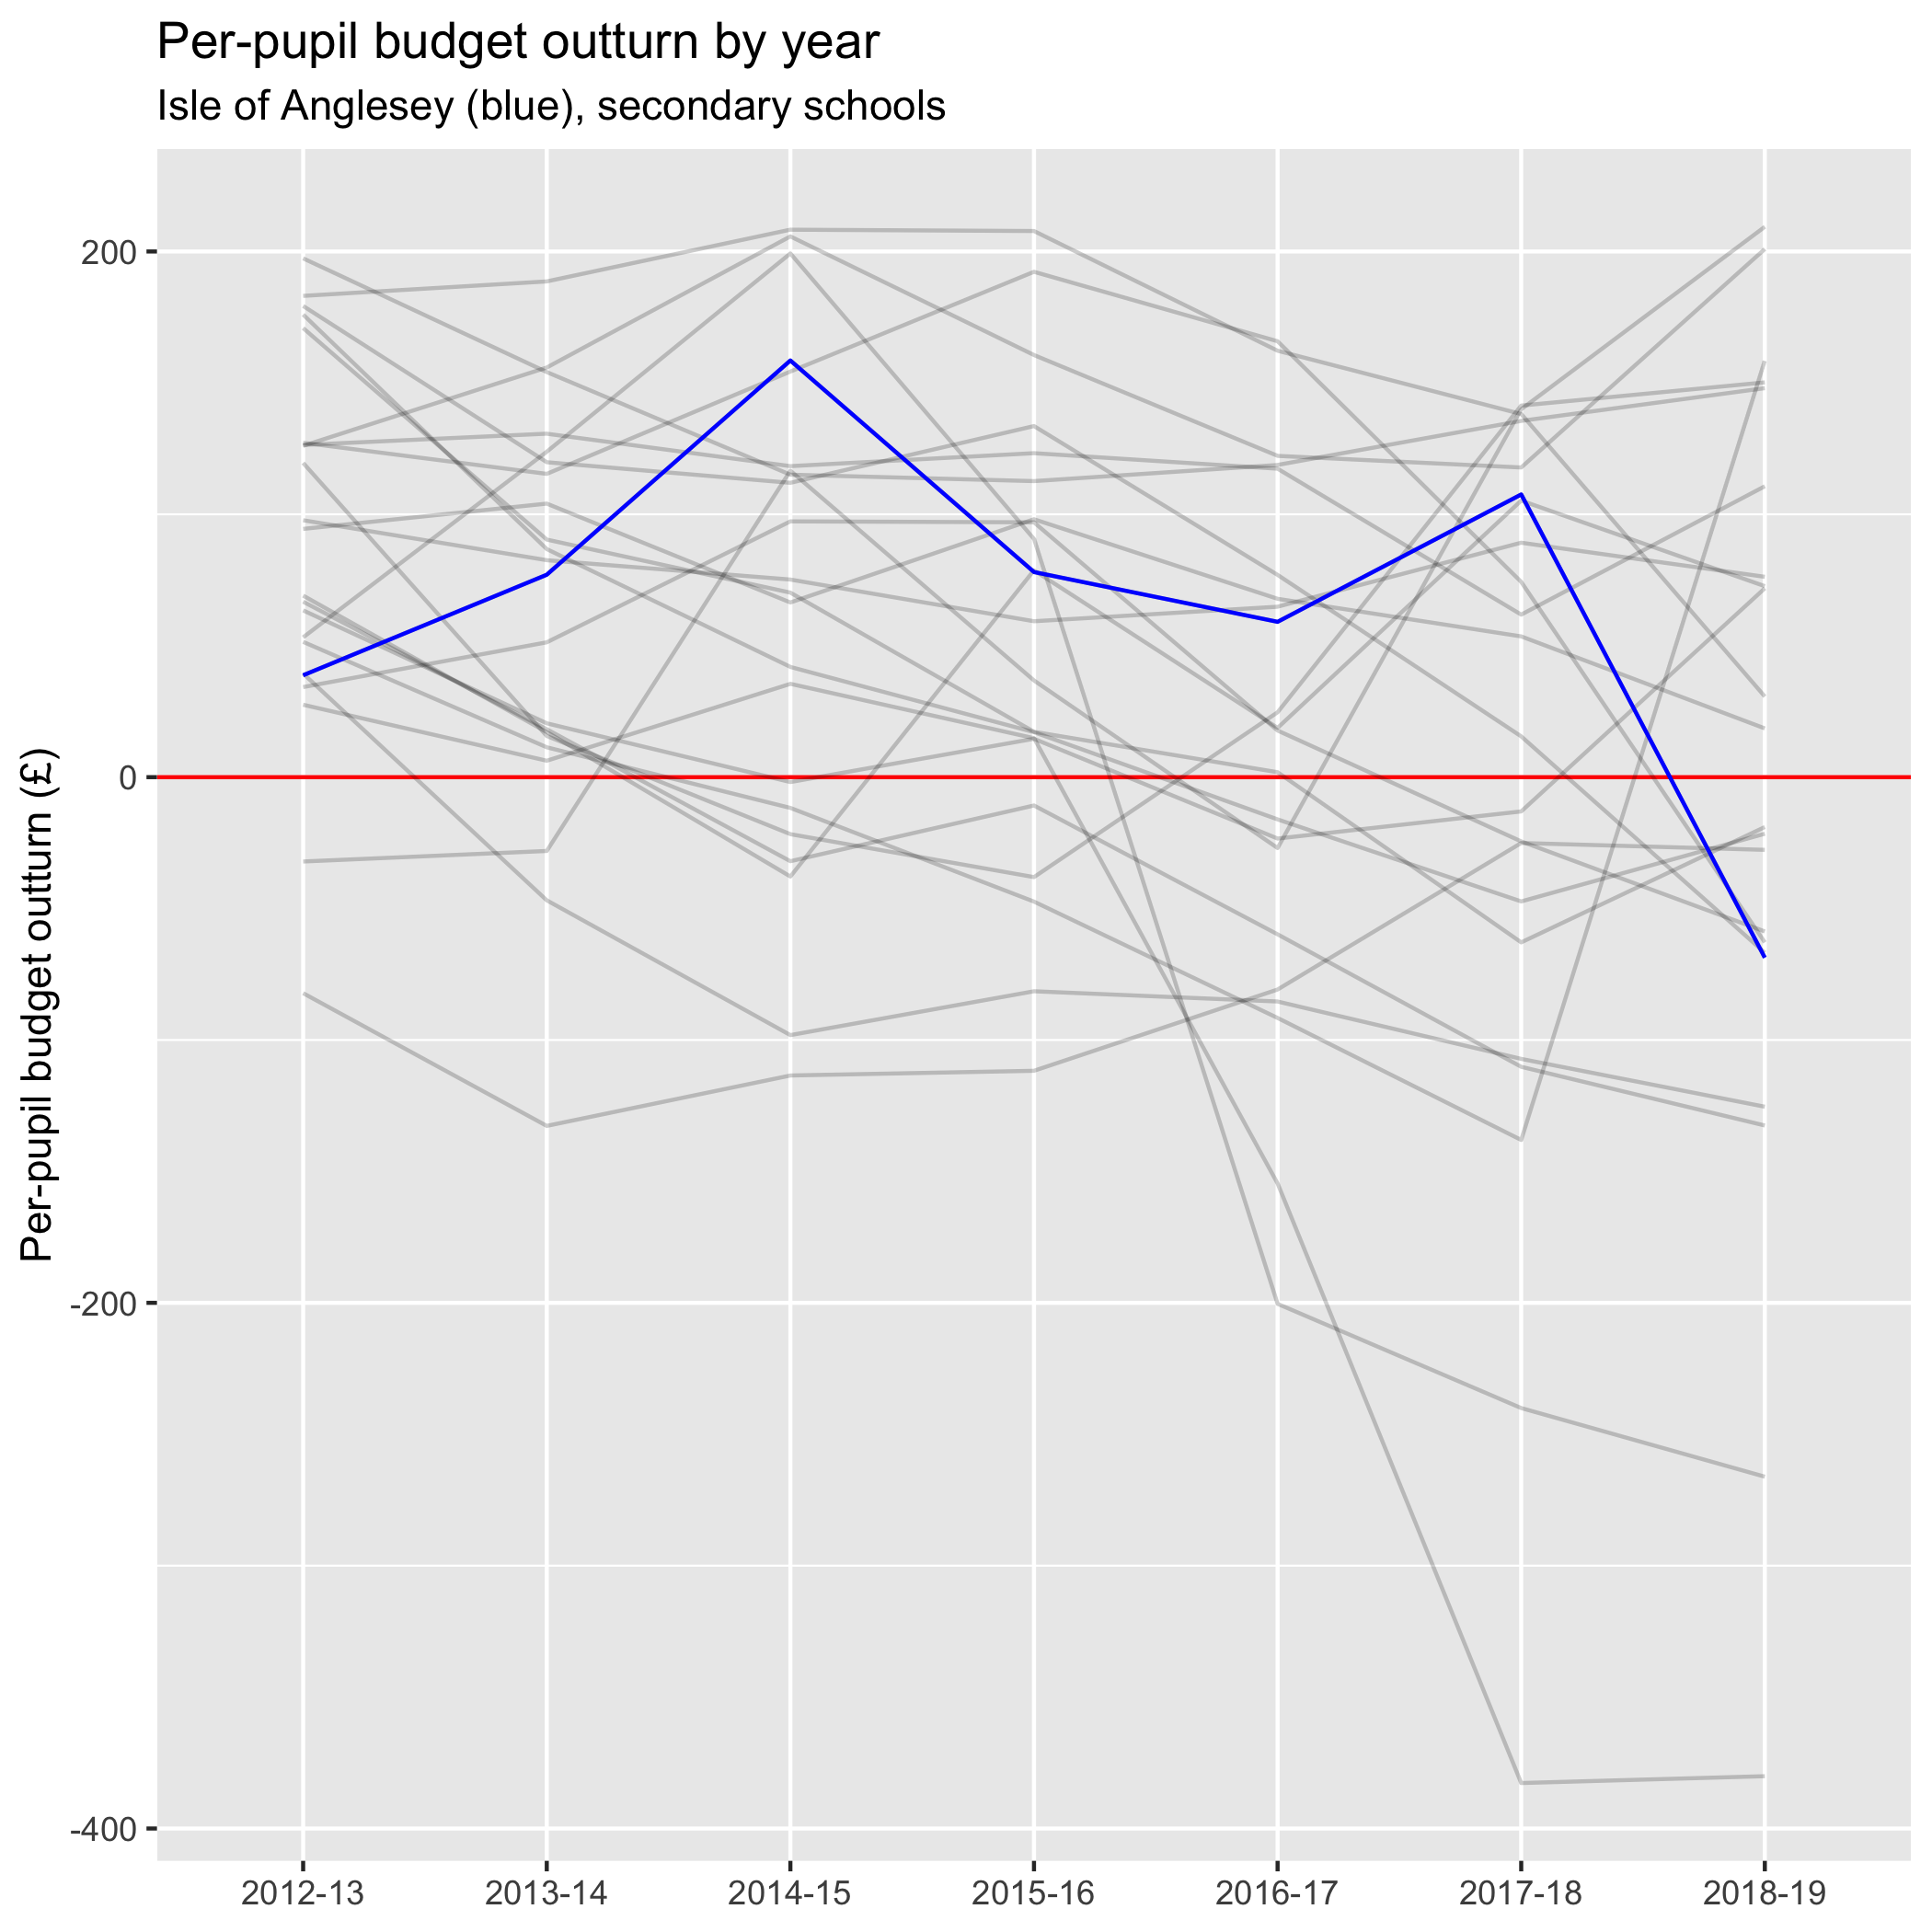 Per-pupil budget outturn by year
Isle of Anglesey (blue), secondary schools
Per-pupil budget outturn (£)
200
0
-200
-400
2012-13 2013-14 2014-15 2015-16 2016-17 2017-18 2018-19